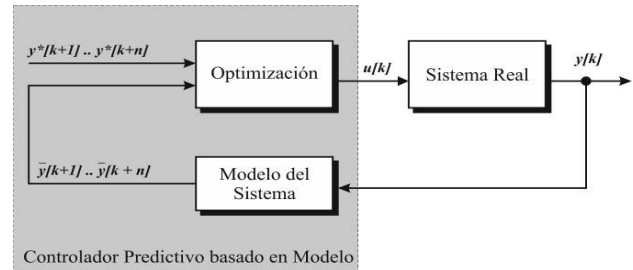 y*[k+1] .. y*[k+n]
Optimización
u[k]
Sistema Real
y[k]
ȳ[k+1] .. ȳ[k + n]
Modelo del
Sistema
Controlador Predictivo basado en Modelo